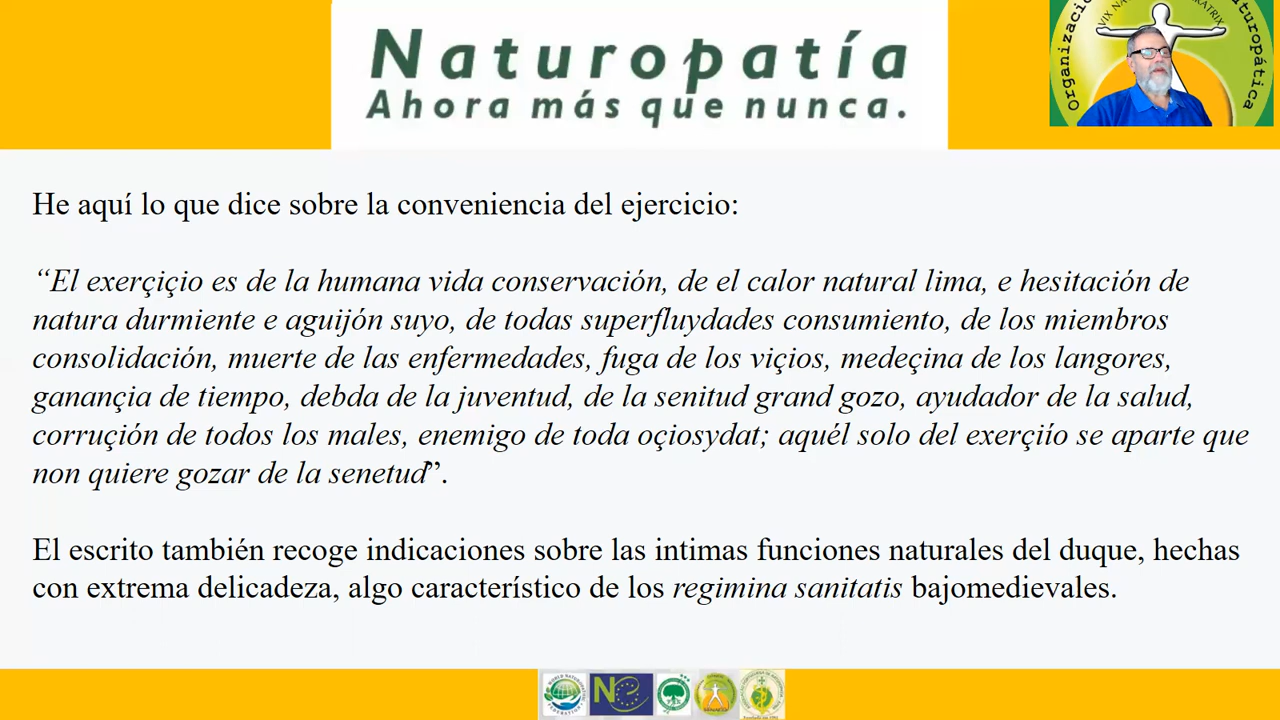 Naturopatía
Ahora más que nunca.
He aquí lo que dice sobre la conveniencia del ejercicio:
“El exerçiçio es de la humana vida conservación, de el calor natural lima, e hesitación de
natura durmiente e aguijón suyo, de todas superfluydades consumiento, de los miembros
consolidación, muerte de las enfermedades, fuga de los viçios, medeçina de los langores,
ganançia de tiempo, debda de la juventud, de la senitud grand gozo, ayudador de la salud,
corruçión de todos los males, enemigo de toda oçiosydat; aquél solo del exerçiío se aparte que
non quiere gozar de la senetud”.
El escrito también recoge indicaciones sobre las intimas funciones naturales del duque, hechas
con extrema delicadeza, algo característico de los regimina sanitatis bajomedievales.